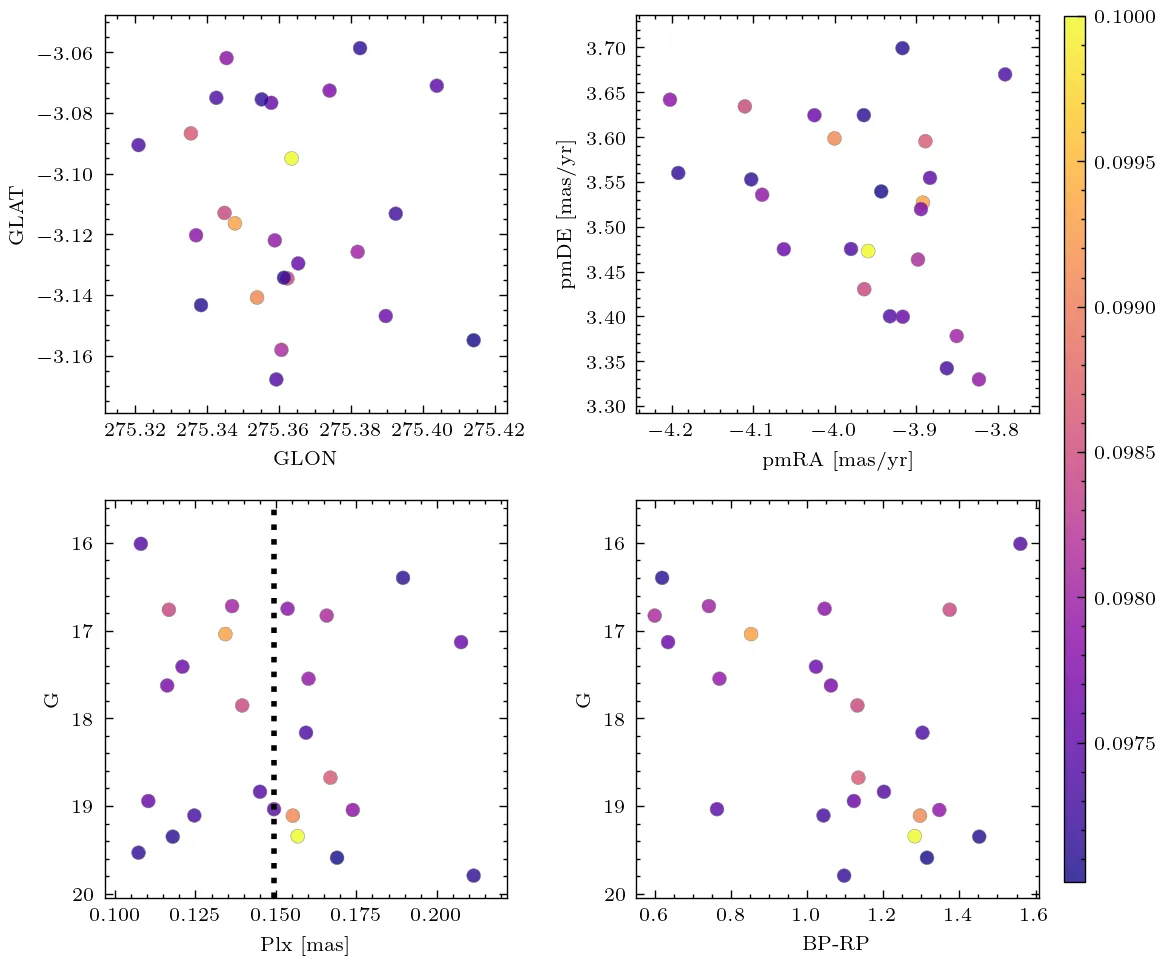 −3.06
−3.08
−3.10
−3.12
−3.14
−3.16
GLAT
275.32 275.34 275.36 275.38 275.40 275.42
GLON
3.70
3.65
3.60
3.55
3.50
3.45
3.40
3.35
3.30
pmDE [mas/yr]
−4.2 −4.1 −4.0 −3.9 −3.8
pmRA [mas/yr]
16
17
18
19
20
G
0.100 0.125 0.150 0.175 0.200
Plx [mas]
16
17
18
19
20
G
0.6 0.8 1.0 1.2 1.4 1.6
BP-RP
0.1000
0.0995
0.0990
0.0985
0.0980
0.0975